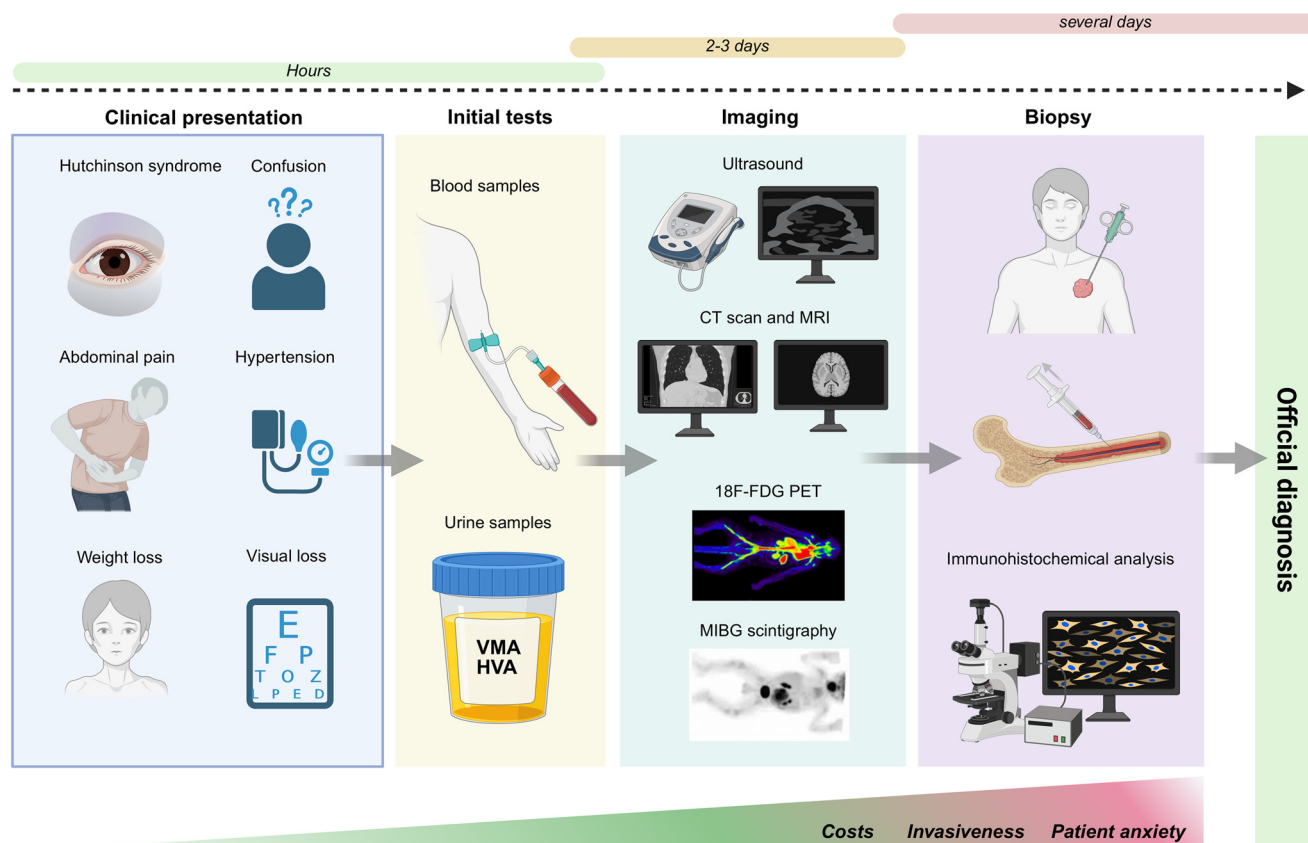 several days
2-3 days
Hours
Clinical presentation
Initial tests
Imaging
Biopsy
Hutchinson syndrome
Confusion
???
Abdominal pain
Hypertension
Weight loss
Visual loss
E
F P
T O Z
L P E D
Blood samples
Urine samples
VMA
HVA
Ultrasound
CT scan and MRI
18F-FDG PET
MIBG scintigraphy
Immunohistochemical analysis
Official diagnosis
Costs Invasiveness Patient anxiety